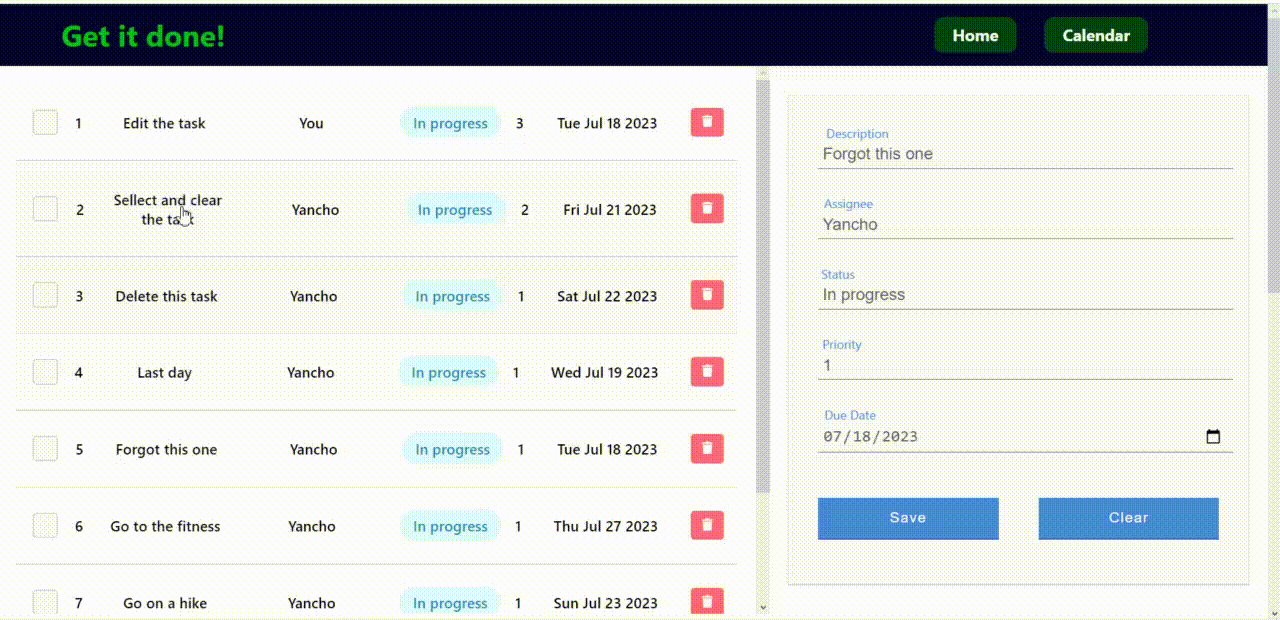 Get it done!
Home
Calendar
1 Edit the task You In progress 3 Tue Jul 18 2023
2 Sellect and clear Yancho In progress 2 Fri Jul 21 2023
the task
3 Delete this task Yancho In progress 1 Sat Jul 22 2023
4 Last day Yancho In progress 1 Wed Jul 19 2023
5 Forgot this one Yancho In progress 1 Tue Jul 18 2023
6 Go to the fitness Yancho In progress 1 Thu Jul 27 2023
7 Go on a hike Yancho In progress 1 Sun Jul 23 2023
Description
Forgot this one
Assignee
Yancho
Status
In progress
Priority
1
Due Date
07/18/2023
Save
Clear